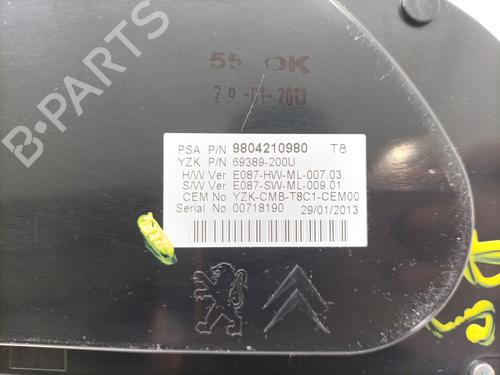 55 OK
29-01-2013
PSA P/N 9804210980 T8
YZK P/N 69389-200U
H/W Ver E087-HW-ML-007.03
S/W Ver E087-SW-ML-009.01
CEM No YZK-CMB-T8C1-CEM00
Serial No 00718190 29/01/2013
B-PARTS